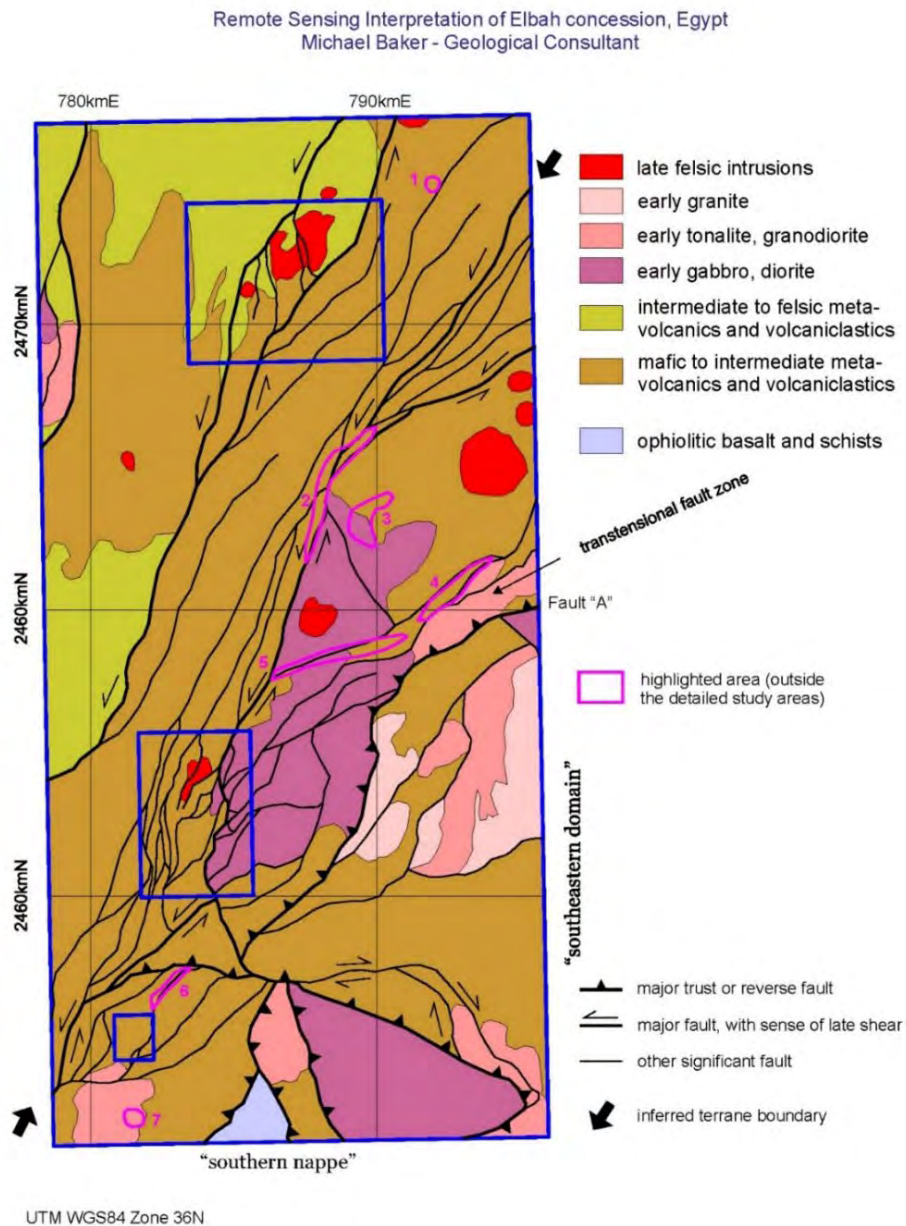 Remote Sensing Interpretation of Elbah concession, Egypt
Michael Baker - Geological Consultant
780kmE
790kmE
1
late felsic intrusions
early granite
early tonalite, granodiorite
early gabbro, diorite
intermediate to felsic meta-
volcanics and volcaniclastics
mafic to intermediate meta-
volcanics and volcaniclastics
ophiolitic basalt and schists
2470kmN
2
3
transtensional fault zone
4
Fault "A"
2460kmN
5
highlighted area (outside
the detailed study areas)
"southeastern domain"
2460kmN
6
major trust or reverse fault
major fault, with sense of late shear
other significant fault
inferred terrane boundary
7
"southern nappe"
UTM WGS84 Zone 36N